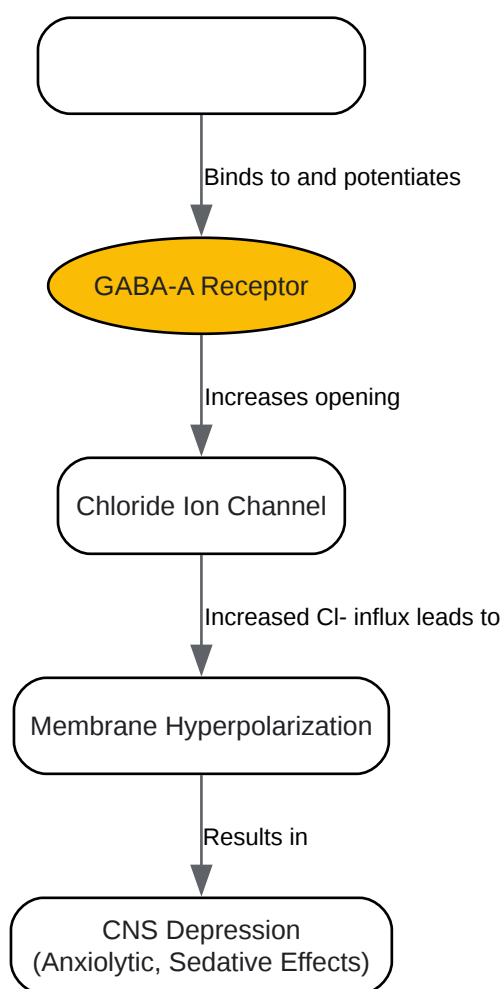 Binds to and potentiates
GABA-A Receptor
Increases opening
Chloride Ion Channel
Increased Cl- influx leads to
Membrane Hyperpolarization
Results in
CNS Depression
(Anxiolytic, Sedative Effects)